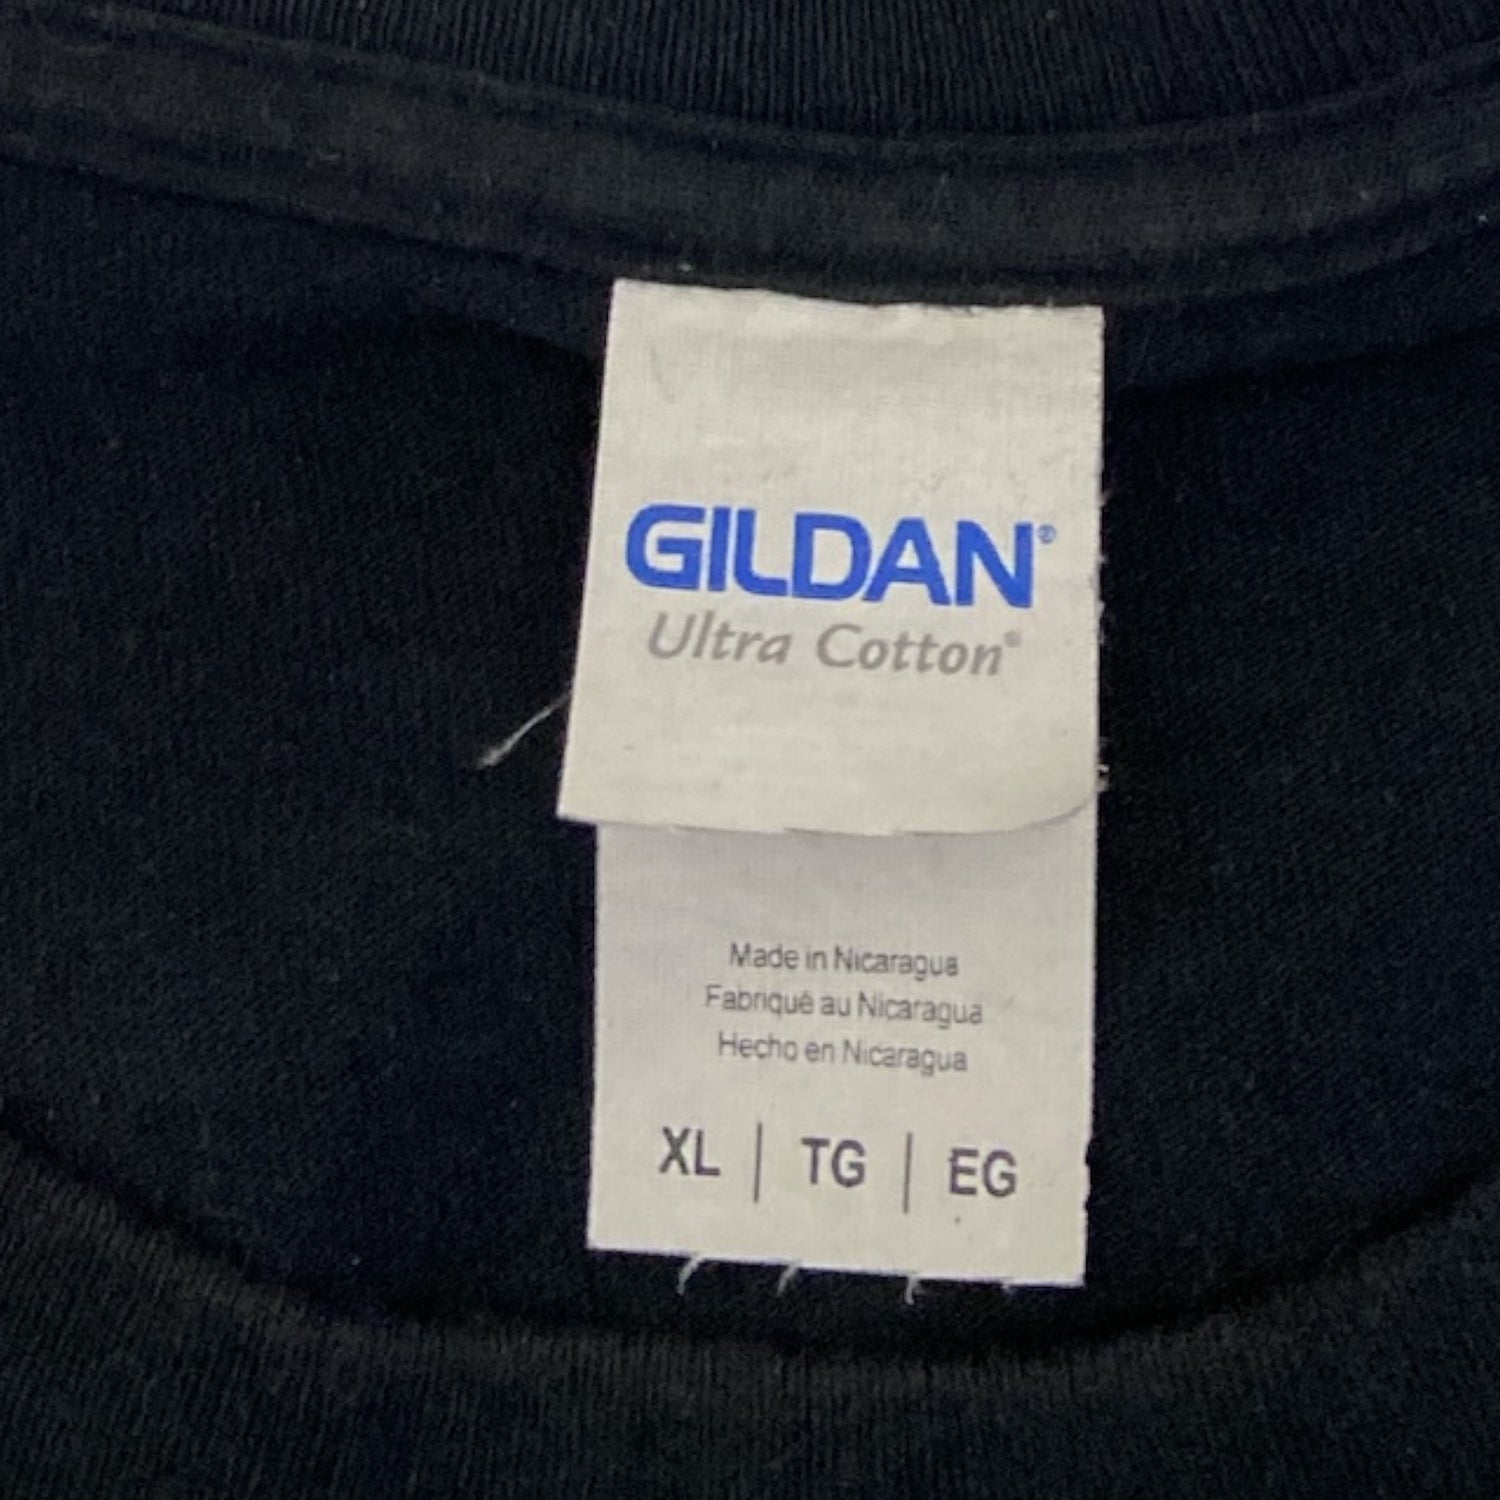 GILDAN®
Ultra Cotton®
Made in Nicaragua
Fabriqué au Nicaragua
Hecho en Nicaragua
XL | TG | EG